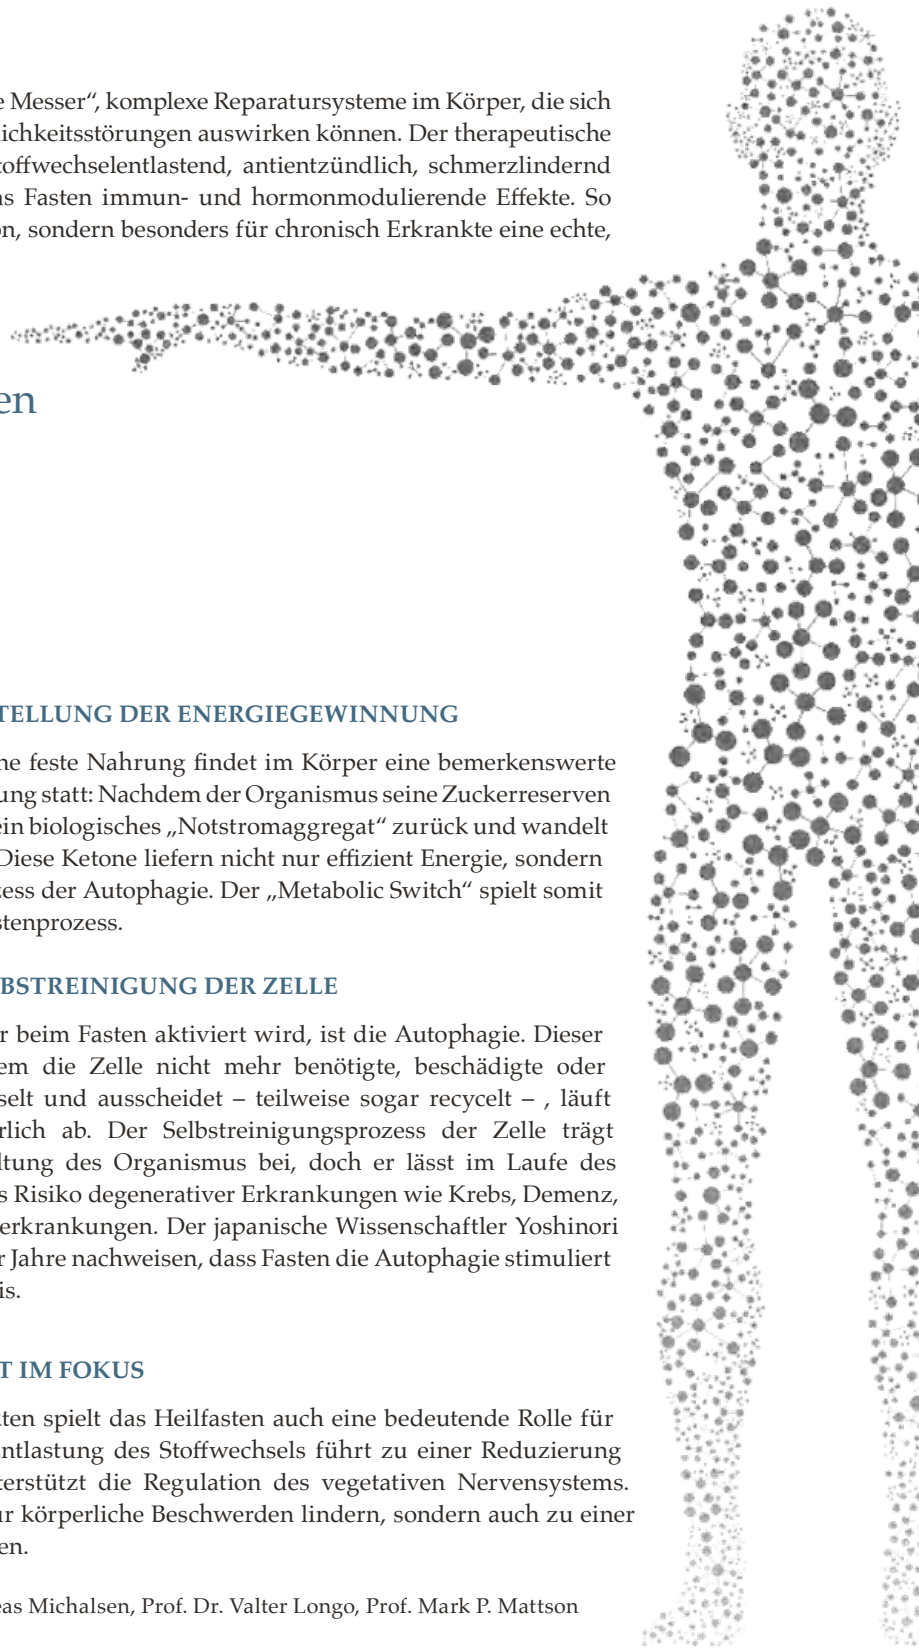 e Messer“, komplexe Reparatursysteme im Körper, die sich
lichkeitsstörungen auswirken können. Der therapeutische
toffwechselentlastend, antientzündlich, schmerzlindernd
as Fasten immun- und hormonmodulierende Effekte. So
on, sondern besonders für chronisch Erkrankte eine echte,
en
TELLUNG DER ENERGIEGEWINNUNG
ne feste Nahrung findet im Körper eine bemerkenswerte
ung statt: Nachdem der Organismus seine Zuckerreserven
ein biologisches „Notstromaggregat“ zurück und wandelt
Diese Ketone liefern nicht nur effizient Energie, sondern
zess der Autophagie. Der „Metabolic Switch“ spielt somit
stenprozess.
BSTREINIGUNG DER ZELLE
r beim Fasten aktiviert wird, ist die Autophagie. Dieser
em die Zelle nicht mehr benötigte, beschädigte oder
selt und ausscheidet – teilweise sogar recycelt – , läuft
rlich ab. Der Selbstreinigungsprozess der Zelle trägt
ltung des Organismus bei, doch er lässt im Laufe des
s Risiko degenerativer Erkrankungen wie Krebs, Demenz,
erkrankungen. Der japanische Wissenschaftler Yoshinori
r Jahre nachweisen, dass Fasten die Autophagie stimuliert
is.
T IM FOKUS
kten spielt das Heilfasten auch eine bedeutende Rolle für
entlastung des Stoffwechsels führt zu einer Reduzierung
terstützt die Regulation des vegetativen Nervensystems.
ur körperliche Beschwerden lindern, sondern auch zu einer
en.
eas Michalsen, Prof. Dr. Valter Longo, Prof. Mark P. Mattson